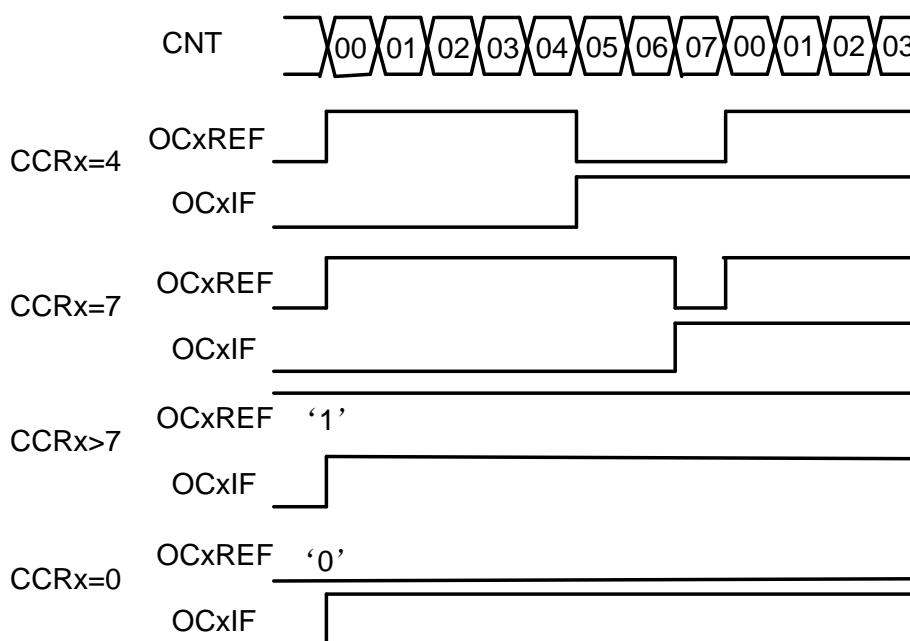 CNT 00 01 02 03 04 05 06 07 00 01 02 03
CCRx=4
OCxREF
OCxIF
CCRx=7
OCxREF
OCxIF
CCRx>7
OCxREF ‘1’
OCxIF
CCRx=0
OCxREF ‘0’
OCxIF